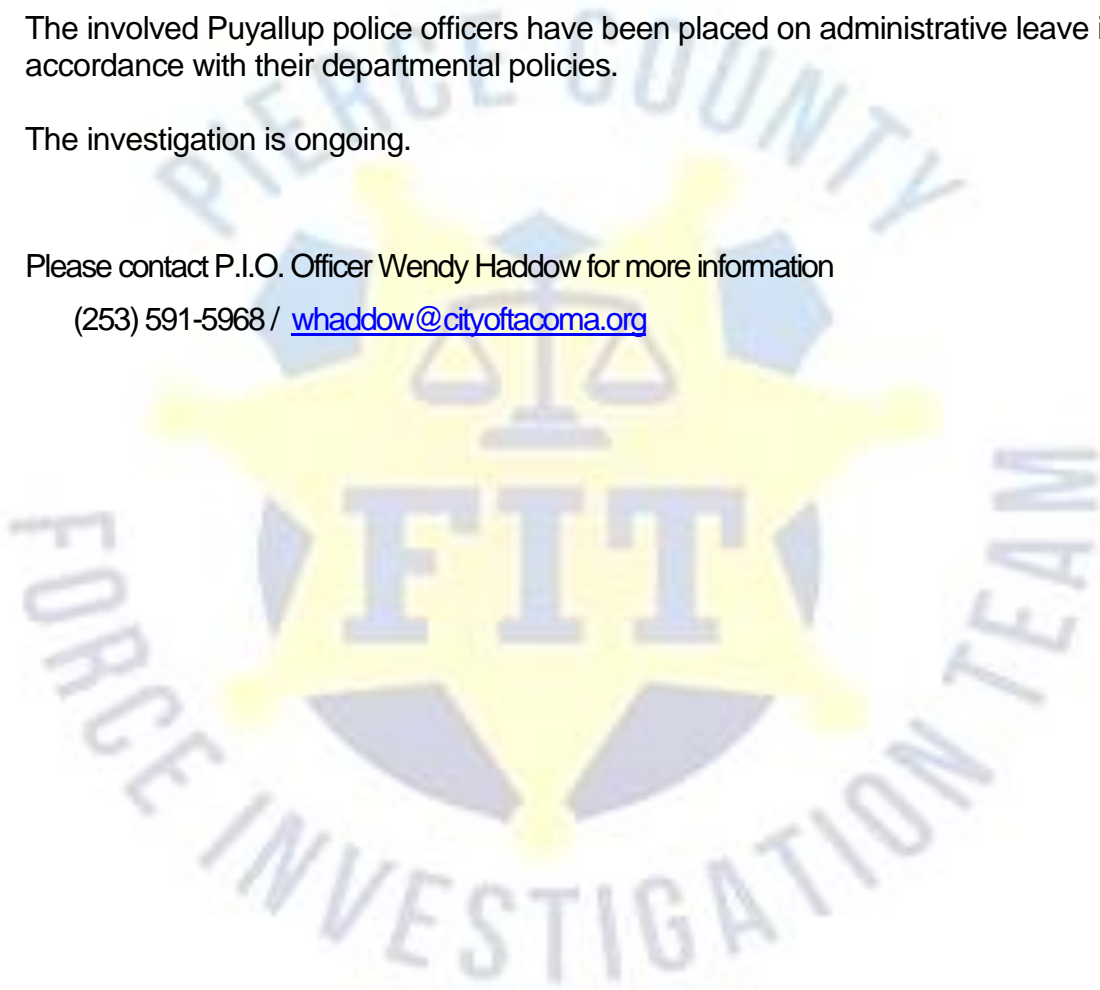 The involved Puyallup police officers have been placed on administrative leave
accordance with their departmental policies.
The investigation is ongoing.
Please contact P.I.O. Officer Wendy Haddow for more information
(253) 591-5968 / whaddow@cityoftacoma.org
PIERCE COUNTY
FIT
FORCE INVESTIGATION TEAM